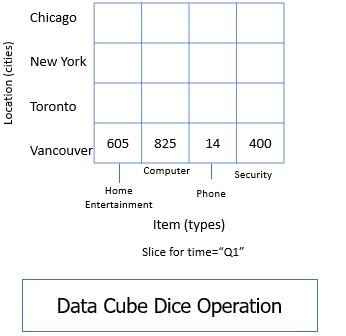 Location (cities)
Chicago
New York
Toronto
Vancouver 605 825 14 400
Home Entertainment
Computer
Phone
Security
Item (types)
Slice for time="Q1"
Data Cube Dice Operation